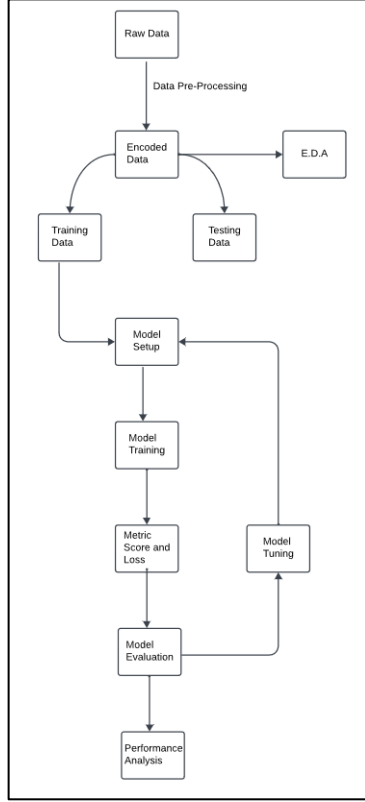 Raw Data
Data Pre-Processing
Encoded
Data
E.D.A
Training
Data
Testing
Data
Model
Setup
Model
Training
Metric
Score and
Loss
Model
Tuning
Model
Evaluation
Performance
Analysis